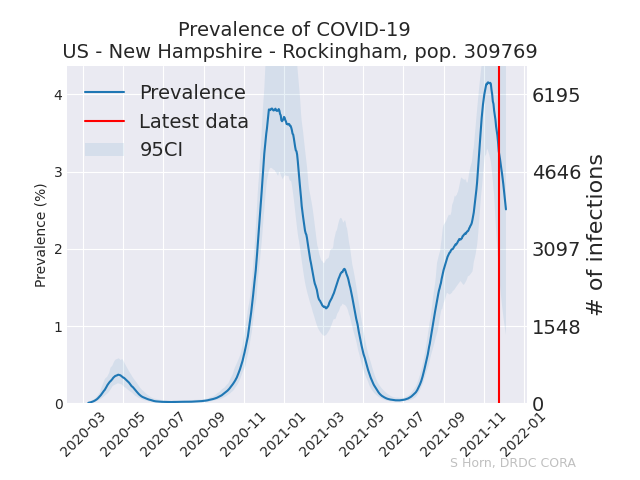 Prevalence of COVID-19
US - New Hampshire - Rockingham, pop. 309769
Prevalence
Latest data
95CI
Prevalence (%)
4
3
2
1
0
6195
4646
3097
1548
0
# of infections
2020-03
2020-05
2020-07
2020-09
2020-11
2021-01
2021-03
2021-05
2021-07
2021-09
2021-11
2022-01
S Horn, DRDC CORA